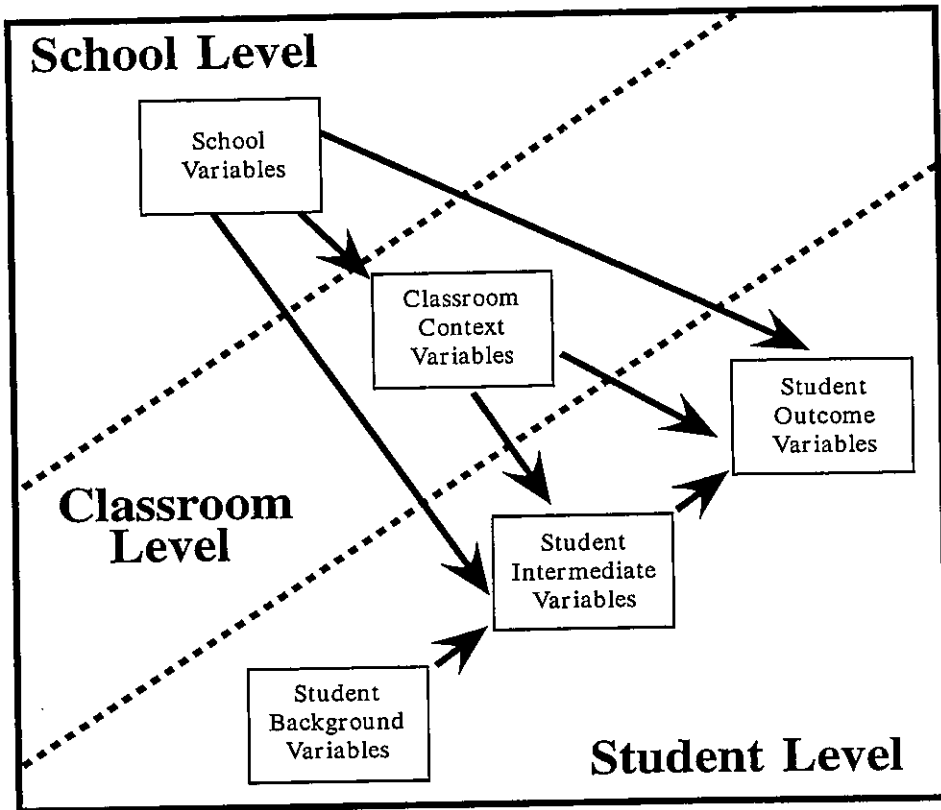 School Level
School
Variables
Classroom
Context
Variables
Student
Outcome
Variables
Classroom
Level
Student
Intermediate
Variables
Student
Background
Variables
Student Level